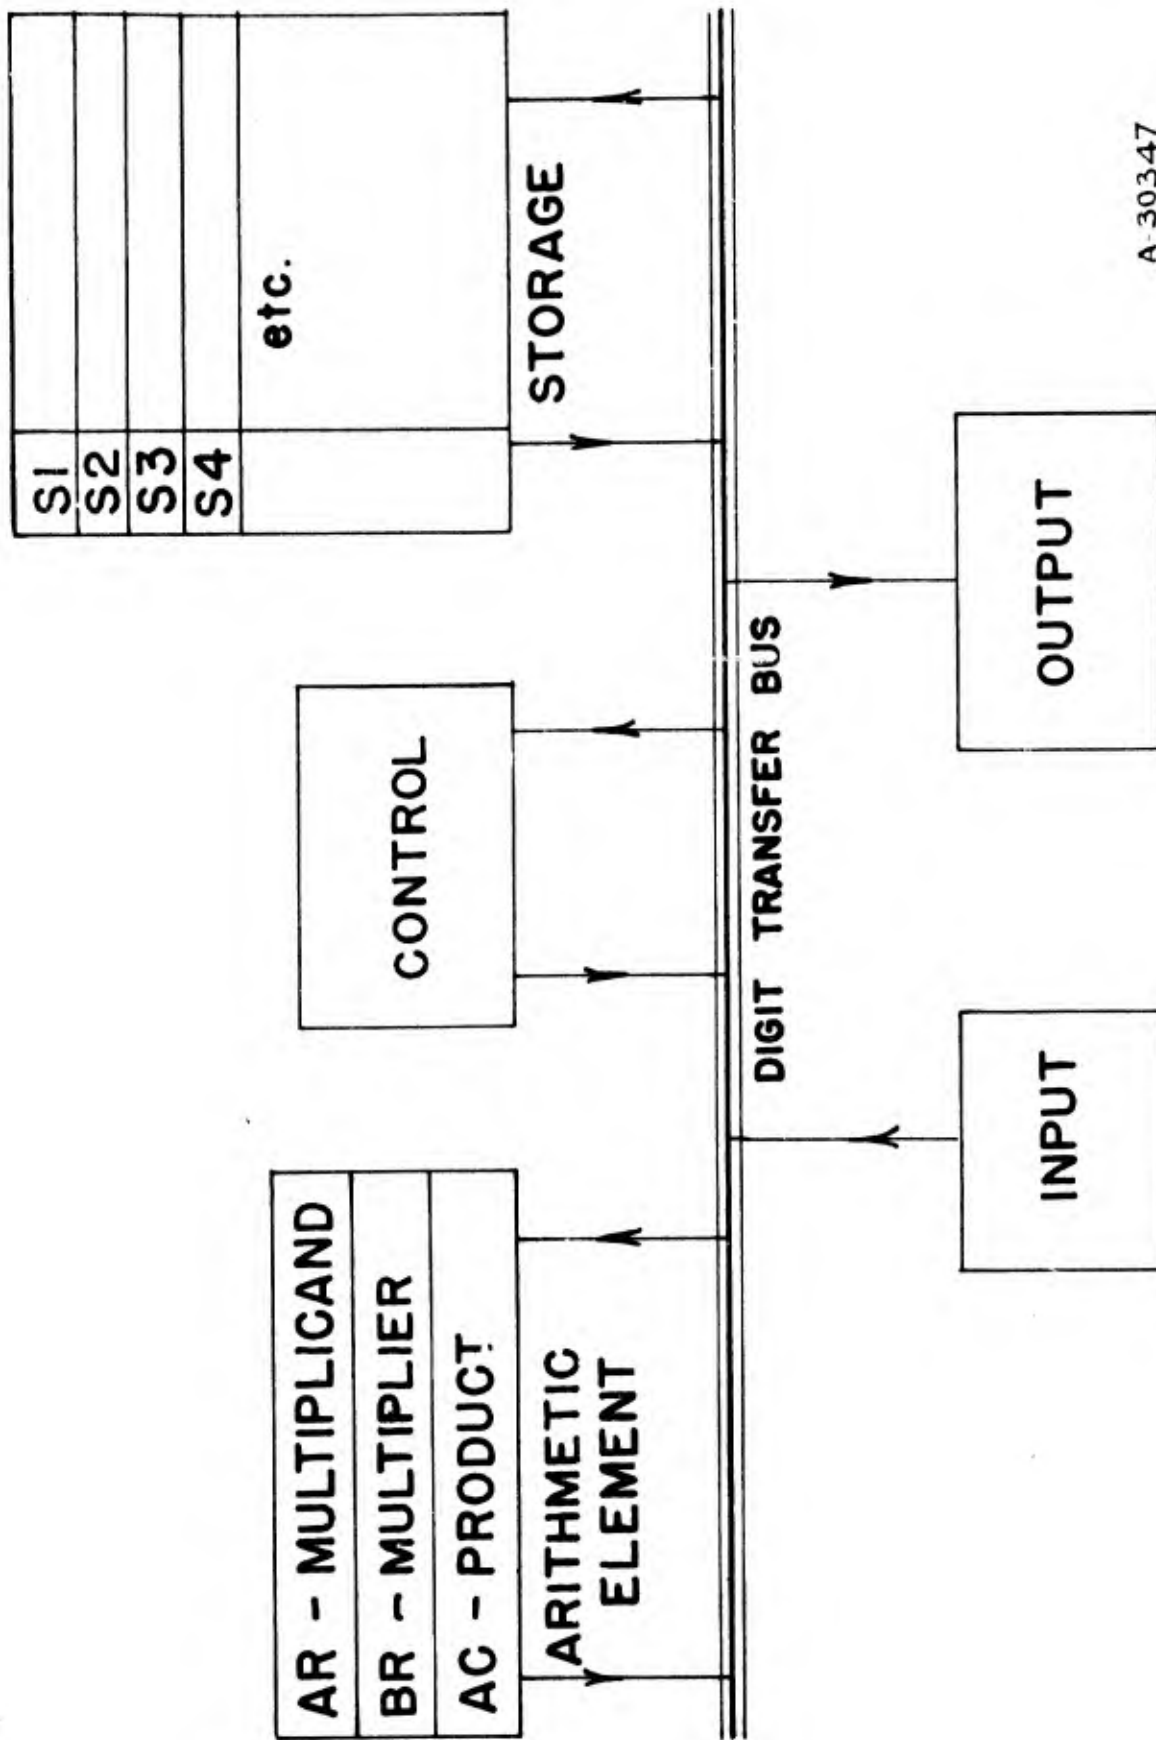 AR - MULTIPLICAND
BR - MULTIPLIER
AC - PRODUCT
ARITHMETIC
ELEMENT
CONTROL
S1
S2
S3
S4
etc.
STORAGE
DIGIT TRANSFER BUS
INPUT
OUTPUT
A-30347